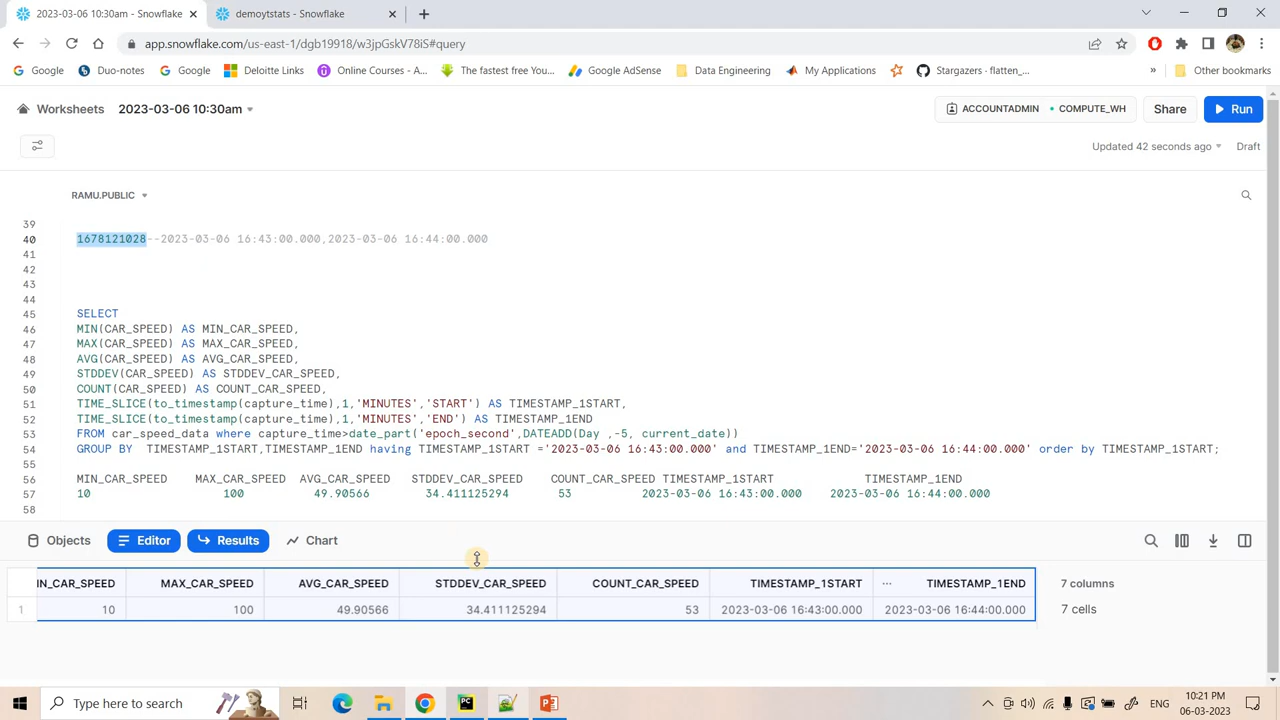 2023-03-06 10:30am - Snowflake
demoytstats - Snowflake
app.snowflake.com/us-east-1/dgb19918/w3jpGskV78iS#query
Google
Duo-notes
Google
Deloitte Links
Online Courses - A...
The fastest free You...
Google AdSense
Data Engineering
My Applications
Stargazers · flatten_...
»
Other bookmarks
Worksheets
2023-03-06 10:30am
ACCOUNTADMIN • COMPUTE_WH
Share
Run
Updated 42 seconds ago
Draft
RAMU.PUBLIC
39
40 1678121028--2023-03-06 16:43:00.000,2023-03-06 16:44:00.000
41
42
43
44
45 SELECT
46 MIN(CAR_SPEED) AS MIN_CAR_SPEED,
47 MAX(CAR_SPEED) AS MAX_CAR_SPEED,
48 AVG(CAR_SPEED) AS AVG_CAR_SPEED,
49 STDDEV(CAR_SPEED) AS STDDEV_CAR_SPEED,
50 COUNT(CAR_SPEED) AS COUNT_CAR_SPEED,
51 TIME_SLICE(to_timestamp(capture_time),1,'MINUTES','START') AS TIMESTAMP_1START,
52 TIME_SLICE(to_timestamp(capture_time),1,'MINUTES','END') AS TIMESTAMP_1END
53 FROM car_speed_data where capture_time>date_part('epoch_second',DATEADD(Day ,-5, current_date))
54 GROUP BY TIMESTAMP_1START,TIMESTAMP_1END having TIMESTAMP_1START ='2023-03-06 16:43:00.000' and TIMESTAMP_1END='2023-03-06 16:44:00.000' order by TIMESTAMP_1START;
55
56 MIN_CAR_SPEED MAX_CAR_SPEED AVG_CAR_SPEED STDDEV_CAR_SPEED COUNT_CAR_SPEED TIMESTAMP_1START TIMESTAMP_1END
57 10 100 49.90566 34.411125294 53 2023-03-06 16:43:00.000 2023-03-06 16:44:00.000
58
Objects
Editor
Results
Chart
IN_CAR_SPEED MAX_CAR_SPEED AVG_CAR_SPEED STDDEV_CAR_SPEED COUNT_CAR_SPEED TIMESTAMP_1START ... TIMESTAMP_1END
1 10 100 49.90566 34.411125294 53 2023-03-06 16:43:00.000 2023-03-06 16:44:00.000
7 columns
7 cells
Type here to search
ENG
10:21 PM
06-03-2023